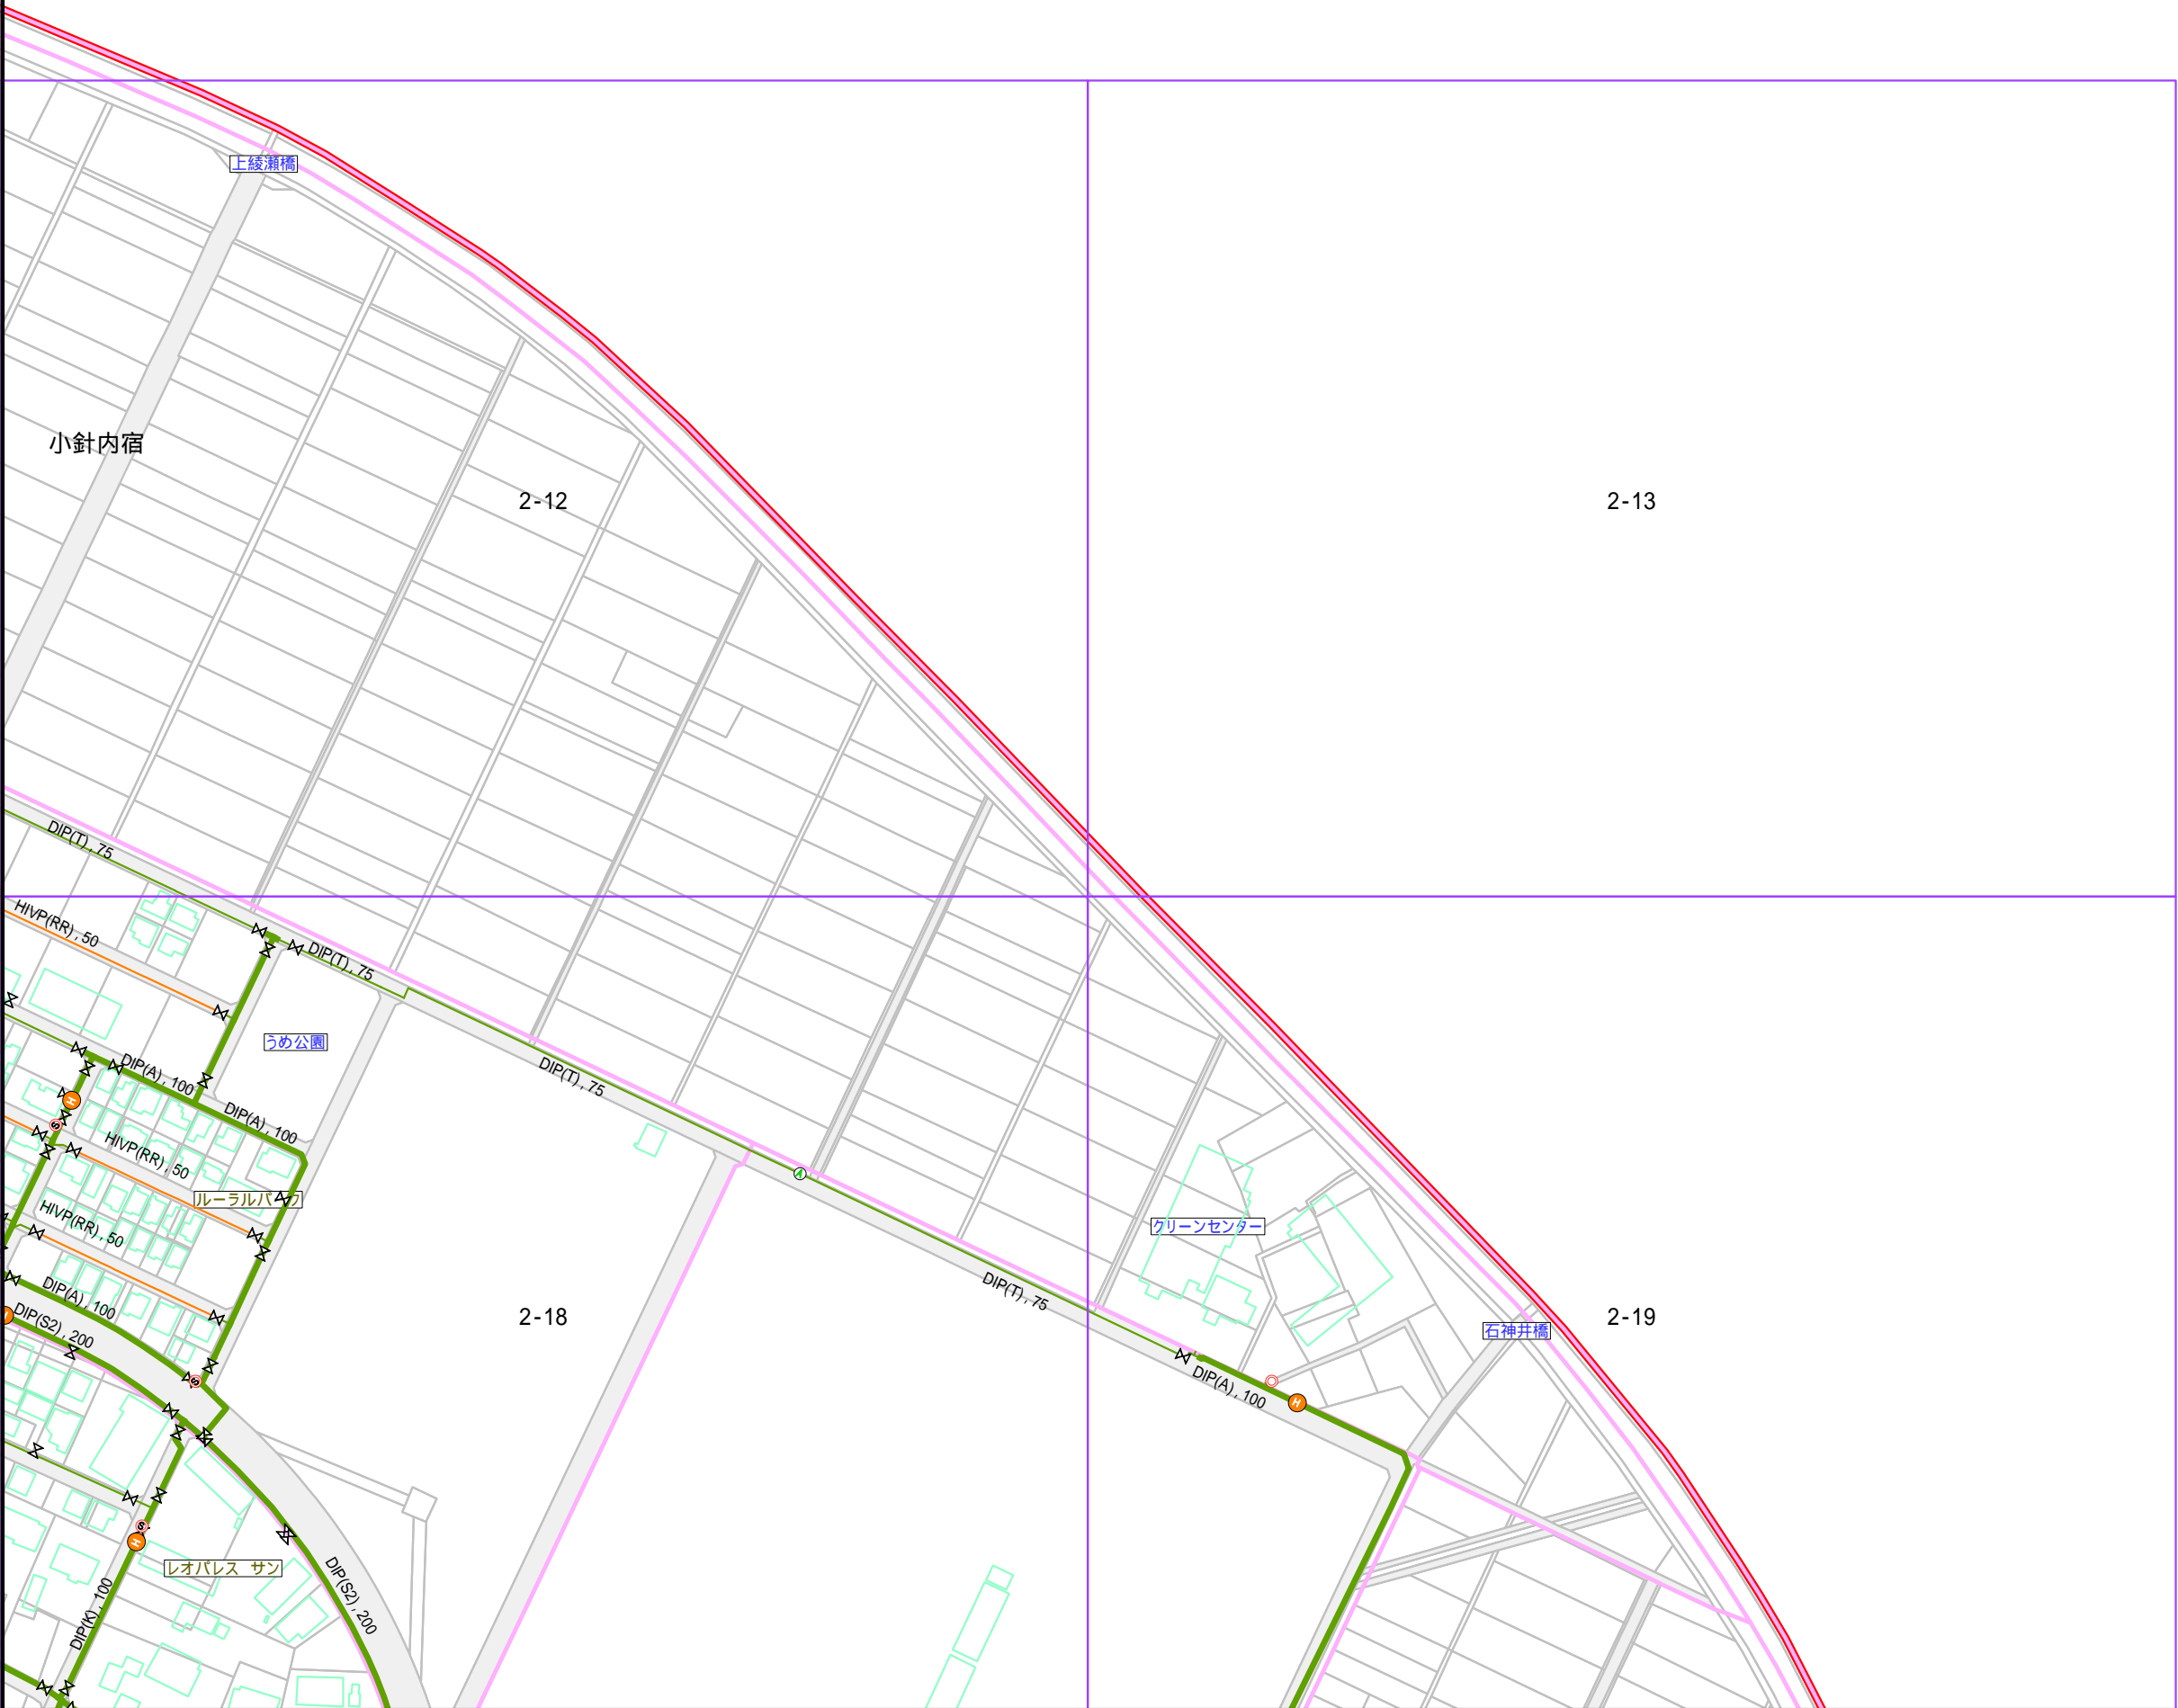 上綾瀬橋
小針内宿
2-12
2-13
DIP(T), 75
HIVP(RR), 50
DIP(T), 75
うめ公園
DIP(A), 100
DIP(T), 75
DIP(A), 100
HIVP(RR), 50
ルーラルパ
HIVP(RR), 50
クリーンセンター
DIP(A), 100
DIP(T), 75
DIP(S2), 200
2-18
2-19
石神井橋
DIP(A), 100
レオパレス サン
DIP(S2), 200
DIP(K), 100
H
S
S
H
S
H